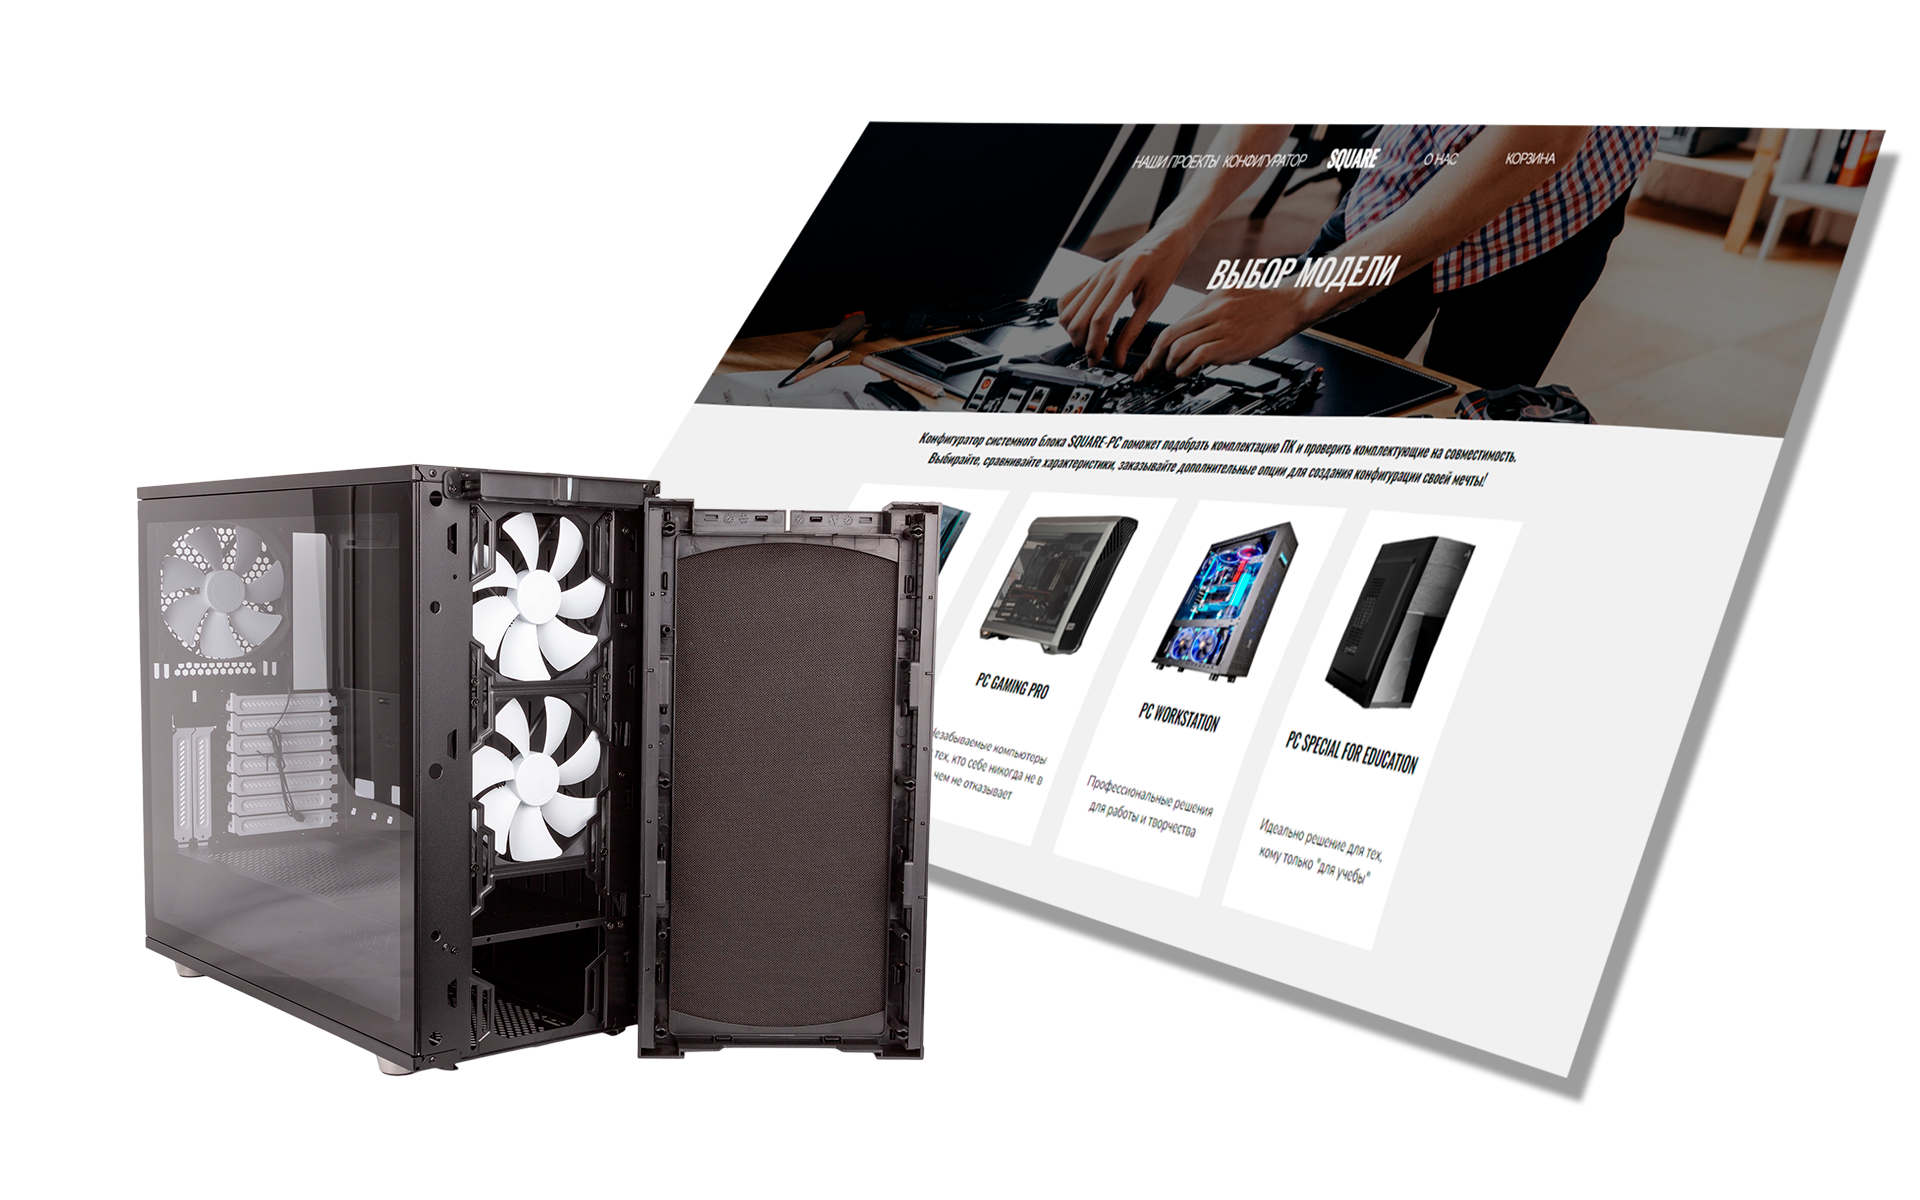 НАШИ ПРОЕКТЫ КОНФИГУРАТОР SQUARE О НАС КОРЗИНА
ВЫБОР МОДЕЛИ
Конфигуратор системного блока SQUARE-PC поможет подобрать комплектацию ПК и проверить комплектующие на совместимость.
Выбирайте, сравнивайте характеристики, заказывайте дополнительные опции для создания конфигурации своей мечты!
PC GAMING PRO
езабываемые компьютеры
тех, кто себе никогда не в
чем не отказывает
PC WORKSTATION
Профессиональные решения
для работы и творчества
PC SPECIAL FOR EDUCATION
Идеально решение для тех,
кому только "для учебы"